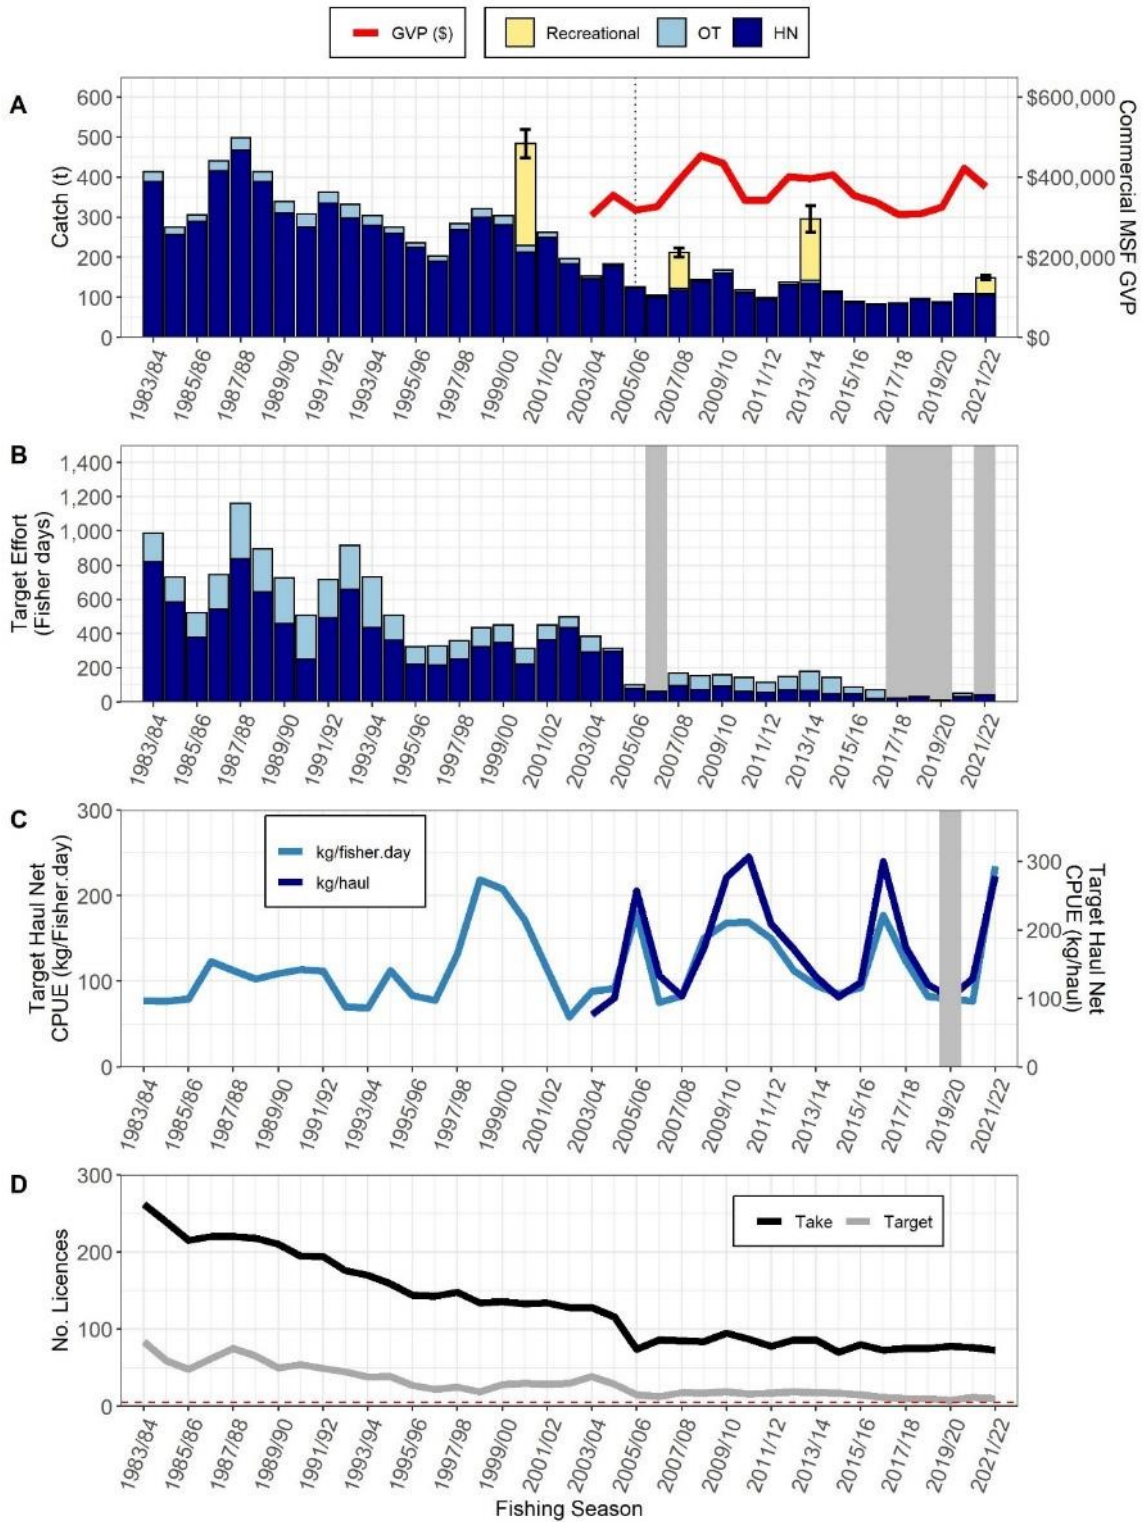 GVP ($) Recreational OT HN
A
Catch (t)
600
500
400
300
200
100
0
$600,000
$400,000
$200,000
$0
Commercial MSF GVP
1983/84 1985/86 1987/88 1989/90 1991/92 1993/94 1995/96 1997/98 1999/00 2001/02 2003/04 2005/06 2007/08 2009/10 2011/12 2013/14 2015/16 2017/18 2019/20 2021/22
B
Target Effort
(Fisher days)
1,400
1,200
1,000
800
600
400
200
0
1983/84 1985/86 1987/88 1989/90 1991/92 1993/94 1995/96 1997/98 1999/00 2001/02 2003/04 2005/06 2007/08 2009/10 2011/12 2013/14 2015/16 2017/18 2019/20 2021/22
C
Target Haul Net
CPUE (kg/Fisher.day)
300
200
100
0
kg/fisher.day
kg/haul
300
200
100
0
Target Haul Net
CPUE (kg/haul)
1983/84 1985/86 1987/88 1989/90 1991/92 1993/94 1995/96 1997/98 1999/00 2001/02 2003/04 2005/06 2007/08 2009/10 2011/12 2013/14 2015/16 2017/18 2019/20 2021/22
D
No. Licences
300
200
100
0
Take Target
1983/84 1985/86 1987/88 1989/90 1991/92 1993/94 1995/96 1997/98 1999/00 2001/02 2003/04 2005/06 2007/08 2009/10 2011/12 2013/14 2015/16 2017/18 2019/20 2021/22
Fishing Season